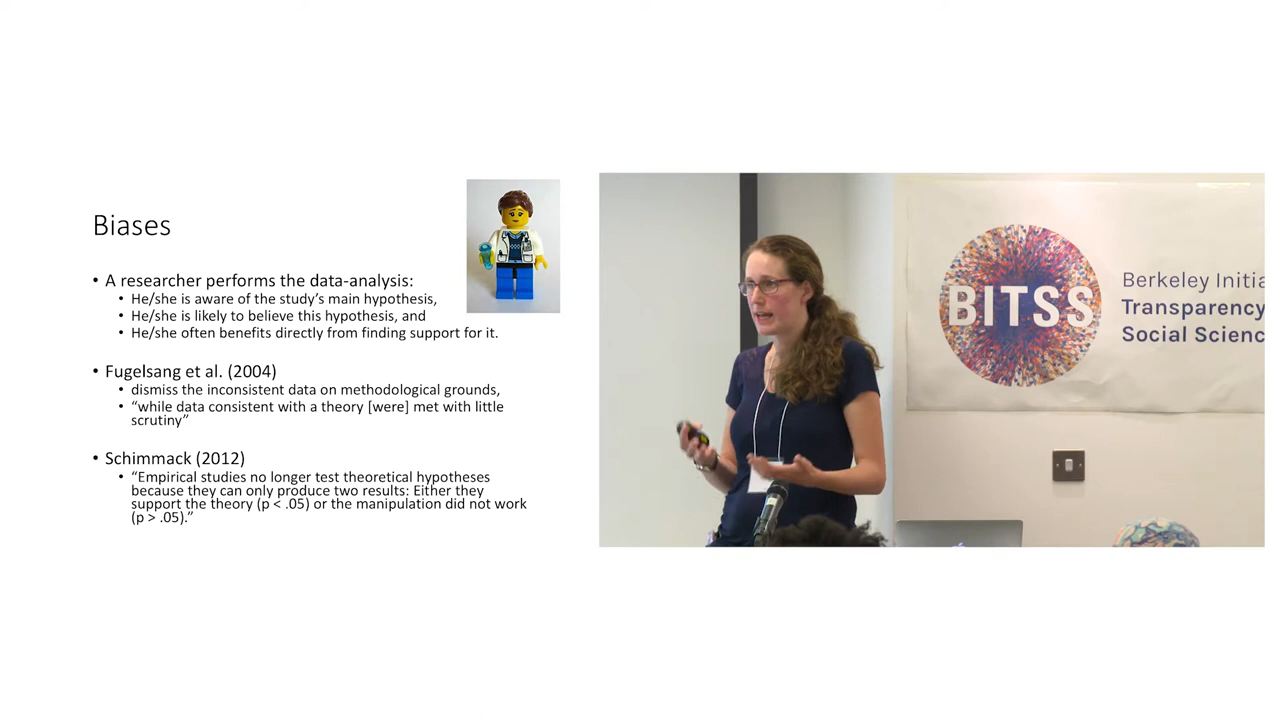 Biases
• A researcher performs the data-analysis:
• He/she is aware of the study's main hypothesis,
• He/she is likely to believe this hypothesis, and
• He/she often benefits directly from finding support for it.
• Fugelsang et al. (2004)
• dismiss the inconsistent data on methodological grounds,
• “while data consistent with a theory [were] met with little
scrutiny”
• Schimmack (2012)
• “Empirical studies no longer test theoretical hypotheses
because they can only produce two results: Either they
support the theory (p < .05) or the manipulation did not work
(p > .05).”
BITSS
Berkeley Initia
Transparency
Social Scienc